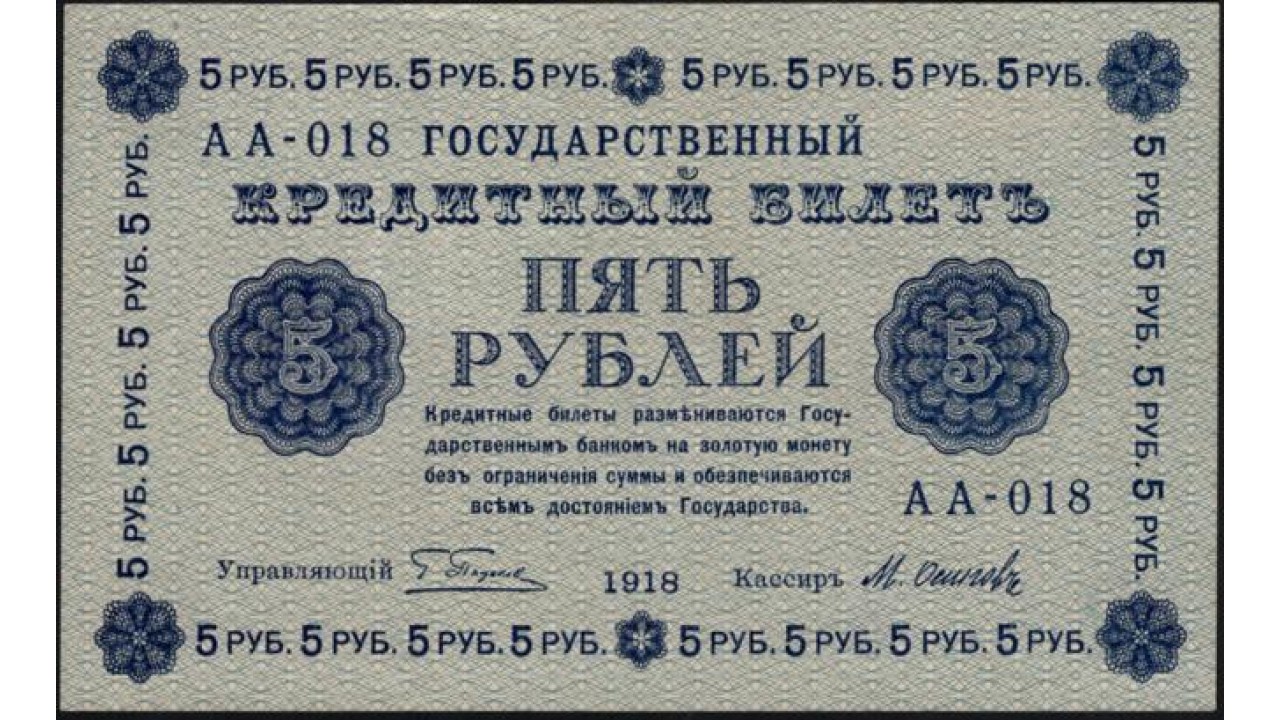 5 РУБ. 5 РУБ. 5 РУБ. 5 РУБ. 5 РУБ. 5 РУБ. 5 РУБ. 5 РУБ.
АА-018 ГОСУДАРСТВЕННЫЙ
КРЕДИТНЫЙ БИЛЕТЪ
ПЯТЬ
РУБЛЕЙ
5
5
Кредитные билеты размѣниваются Госу-
дарственнымъ банкомъ на золотую монету
безъ ограниченія суммы и обезпечиваются
всѣмъ достояніемъ Государства.
АА-018
Управляющій Г. Пятаков 1918 Кассиръ М. Осиповъ
5 РУБ. 5 РУБ. 5 РУБ. 5 РУБ. 5 РУБ. 5 РУБ. 5 РУБ. 5 РУБ.
5 РУБ. 5 РУБ. 5 РУБ. 5 РУБ.
5 РУБ. 5 РУБ. 5 РУБ. 5 РУБ.